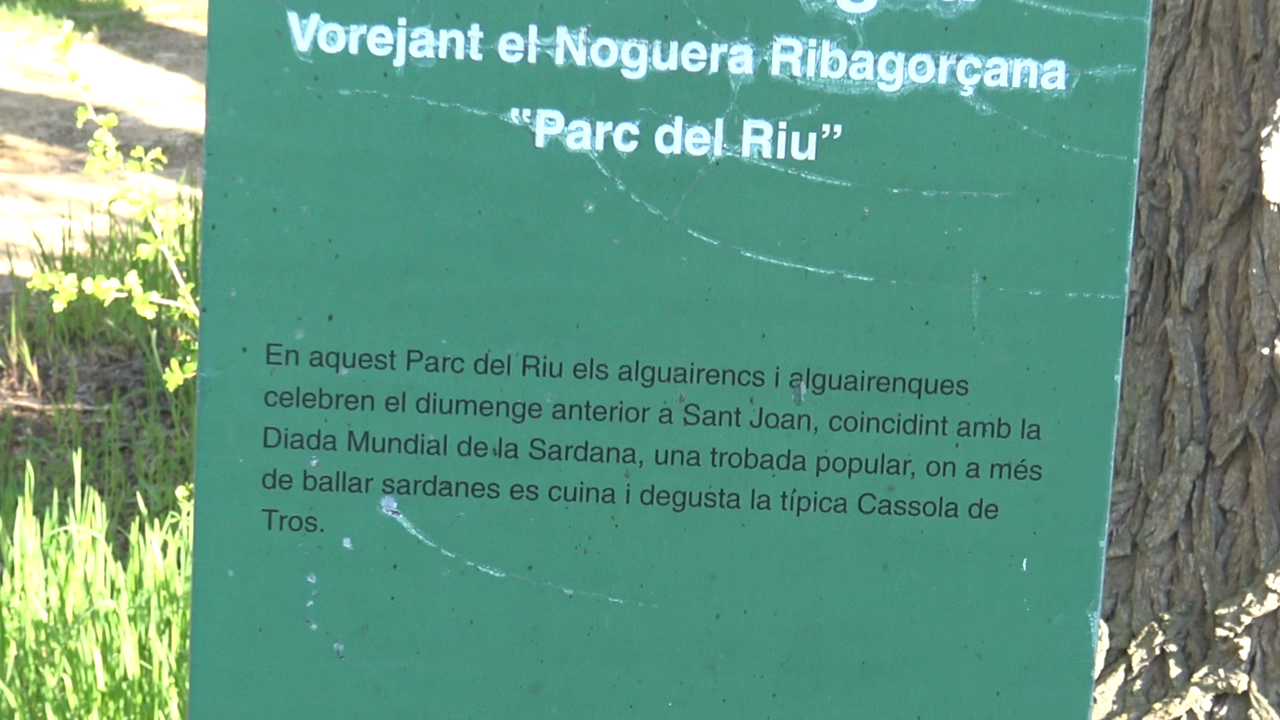 Vorejant el Noguera Ribagorçana
“Parc del Riu”
En aquest Parc del Riu els alguairencs i alguairenques
celebren el diumenge anterior a Sant Joan, coincidint amb la
Diada Mundial de la Sardana, una trobada popular, on a més
de ballar sardanes es cuina i degusta la típica Cassola de
Tros.